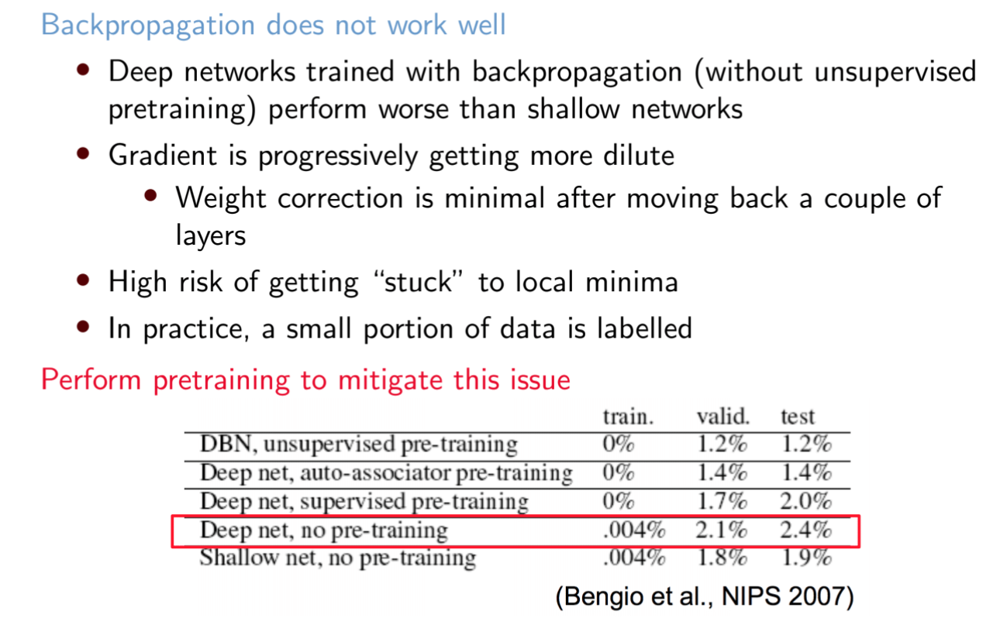 Backpropagation does not work well
• Deep networks trained with backpropagation (without unsupervised
pretraining) perform worse than shallow networks
• Gradient is progressively getting more dilute
• Weight correction is minimal after moving back a couple of
layers
• High risk of getting “stuck” to local minima
• In practice, a small portion of data is labelled
Perform pretraining to mitigate this issue
train. valid. test
DBN, unsupervised pre-training 0% 1.2% 1.2%
Deep net, auto-associator pre-training 0% 1.4% 1.4%
Deep net, supervised pre-training 0% 1.7% 2.0%
Deep net, no pre-training .004% 2.1% 2.4%
Shallow net, no pre-training .004% 1.8% 1.9%
(Bengio et al., NIPS 2007)